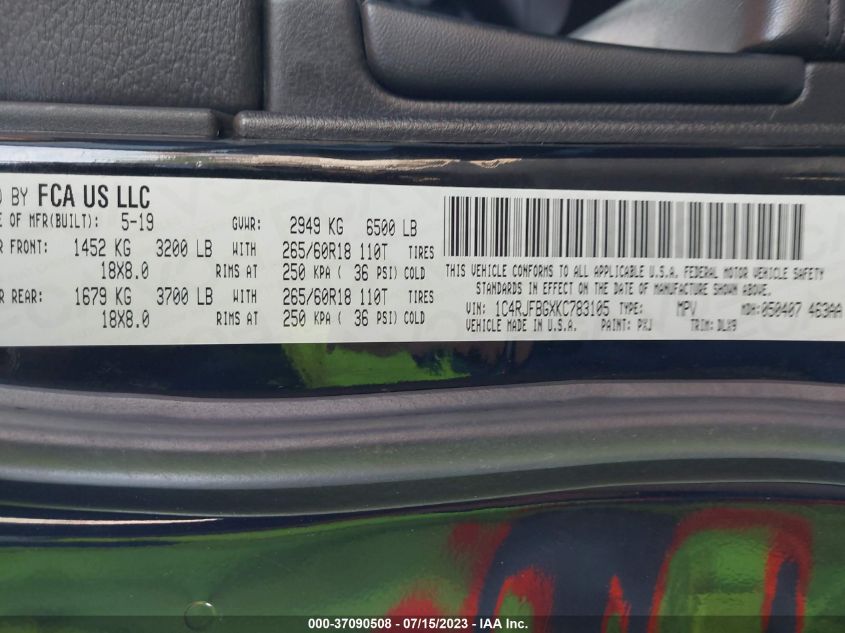 BY FCA US LLC
OF MFR(BUILT): 5-19 GVWR: 2949 KG 6500 LB
FRONT: 1452 KG 3200 LB WITH 265/60R18 110T TIRES
18X8.0 RIMS AT 250 KPA ( 36 PSI) COLD
REAR: 1679 KG 3700 LB WITH 265/60R18 110T TIRES
18X8.0 RIMS AT 250 KPA ( 36 PSI) COLD
THIS VEHICLE CONFORMS TO ALL APPLICABLE U.S.A. FEDERAL MOTOR VEHICLE SAFETY
STANDARDS IN EFFECT ON THE DATE OF MANUFACTURE SHOWN ABOVE
VIN: 1C4RJFBGXKC783105 TYPE: MPV MDH:050407 463AA
VEHICLE MADE IN U.S.A. PAINT: PXJ TRIM: DLX9
000-37090508 - 07/15/2023 - IAA Inc.